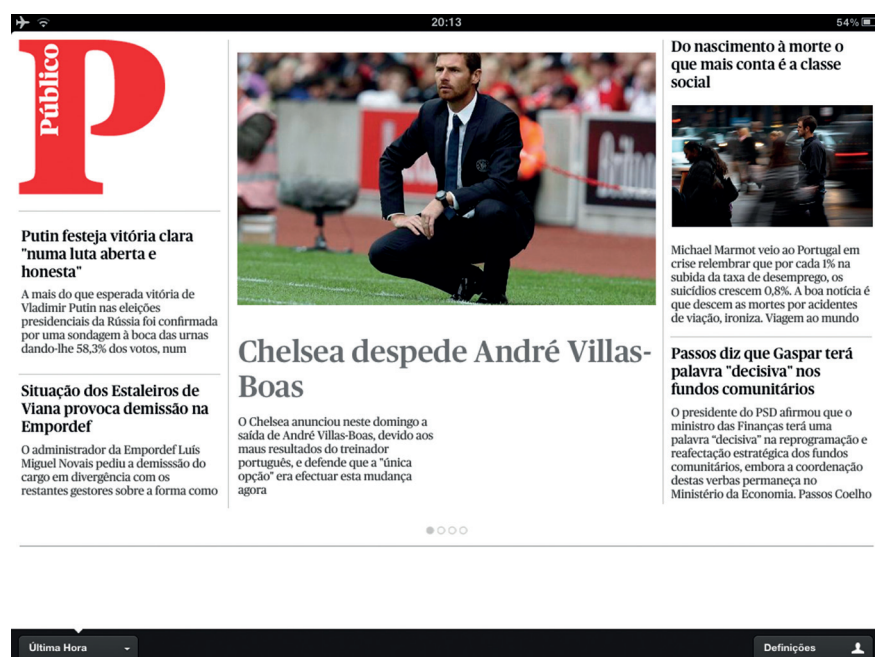 20:13
54%
Público
P
Putin festeja vitória clara
"numa luta aberta e
honesta"
A mais do que esperada vitória de
Vladimir Putin nas eleições
presidenciais da Rússia foi confirmada
por uma sondagem à boca das urnas
dando-lhe 58,3% dos votos, num
Situação dos Estaleiros de
Viana provoca demissão na
Empordef
O administrador da Empordef Luís
Miguel Novais pediu a demisssão do
cargo em divergência com os
restantes gestores sobre a forma como
Chelsea despede André Villas-
Boas
O Chelsea anunciou neste domingo a
saída de André Villas-Boas, devido aos
maus resultados do treinador
português, e defende que a "única
opção" era efectuar esta mudança
agora
Do nascimento à morte o
que mais conta é a classe
social
Michael Marmot veio ao Portugal em
crise relembrar que por cada 1% na
subida da taxa de desemprego, os
suicídios crescem 0,8%. A boa notícia é
que descem as mortes por acidentes
de viação, ironiza. Viagem ao mundo
Passos diz que Gaspar terá
palavra "decisiva" nos
fundos comunitários
O presidente do PSD afirmou que o
ministro das Finanças terá uma
palavra “decisiva” na reprogramação e
reafectação estratégica dos fundos
comunitários, embora a coordenação
destas verbas permaneça no
Ministério da Economia. Passos Coelho
Última Hora
Definições